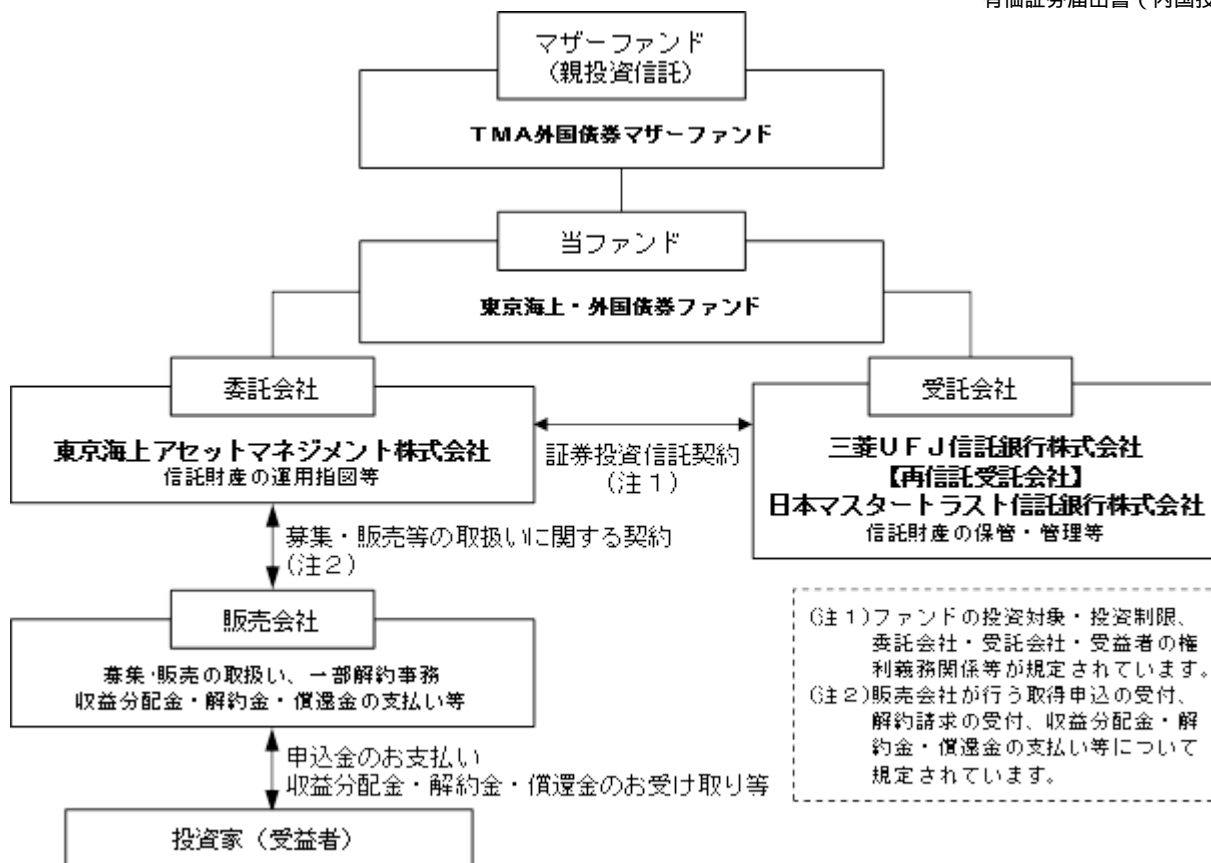 マザーファンド
（親投資信託）
ＴＭＡ外国債券マザーファンド
当ファンド
東京海上・外国債券ファンド
委託会社
東京海上アセットマネジメント株式会社
信託財産の運用指図等
証券投資信託契約
（注１）
受託会社
三菱ＵＦＪ信託銀行株式会社
【再信託受託会社】
日本マスタートラスト信託銀行株式会社
信託財産の保管・管理等
募集・販売等の取扱いに関する契約
（注２）
販売会社
募集・販売の取扱い、一部解約事務
収益分配金・解約金・償還金の支払い等
申込金のお支払い
収益分配金・解約金・償還金のお受け取り等
投資家（受益者）
（注１）ファンドの投資対象・投資制限、
委託会社・受託会社・受益者の権
利義務関係等が規定されています。
（注２）販売会社が行う取得申込の受付、
解約請求の受付、収益分配金・解
約金・償還金の支払い等について
規定されています。